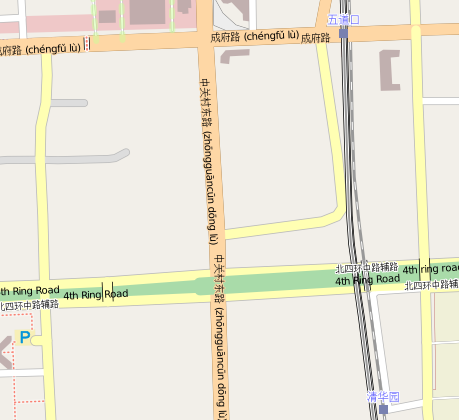 五道口
成府路 (chéngfǔ lù)
成府路
成府路 (chéngfǔ lù)
中关村东路 (zhōngguāncūn dōng lù)
中关村东路 (zhōngguāncūn dōng lù)
北四环中路辅路
4th ring road
4th Ring Road
北四环中路辅
4th Ring Road
4th Ring Road
北四环中路辅路
P
清华园